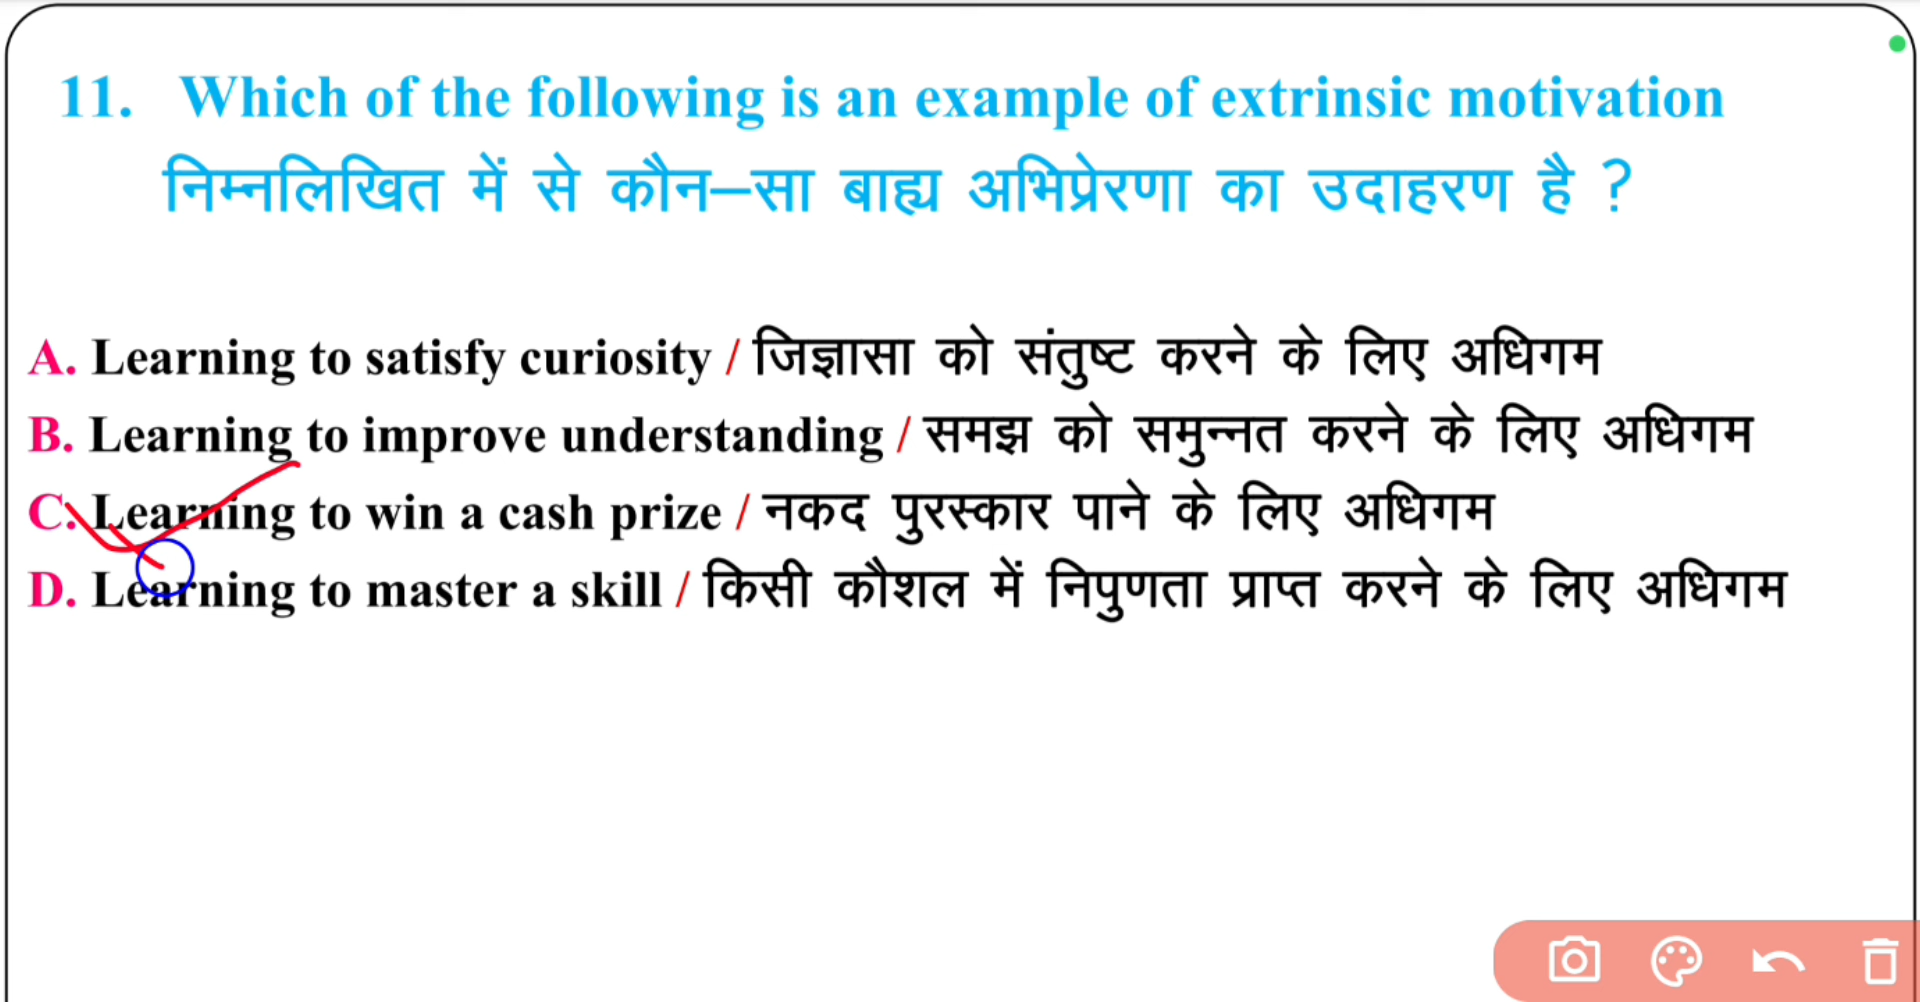 11. Which of the following is an example of extrinsic motivation
निम्नलिखित में से कौन–सा बाह्य अभिप्रेरणा का उदाहरण है ?
A. Learning to satisfy curiosity / जिज्ञासा को संतुष्ट करने के लिए अधिगम
B. Learning to improve understanding / समझ को समुन्नत करने के लिए अधिगम
C. Learning to win a cash prize / नकद पुरस्कार पाने के लिए अधिगम
D. Learning to master a skill / किसी कौशल में निपुणता प्राप्त करने के लिए अधिगम